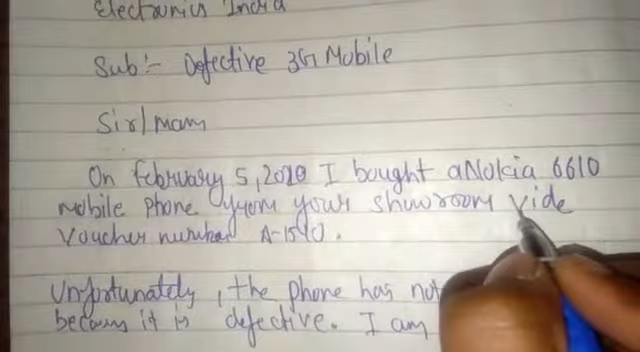 Electronics India
Sub:- Defective 3G Mobile
Sir/mam
On february 5, 2020 I bought a Nokia 6610
mobile phone from your showroom vide
voucher number A-1540.
Unfortunately, the phone has not
because it is defective. I am